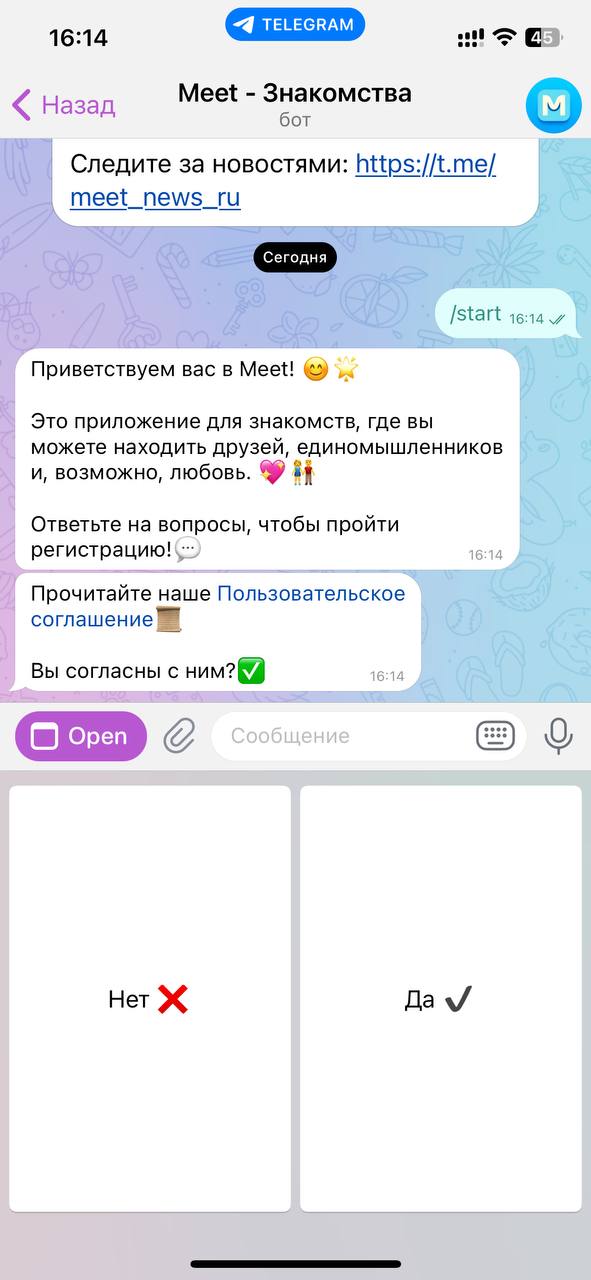 16:14
TELEGRAM
45
Назад
Meet - Знакомства
бот
M
Следите за новостями: https://t.me/
meet_news_ru
Сегодня
/start 16:14
Приветствуем вас в Meet! 😊🌟
Это приложение для знакомств, где вы
можете находить друзей, единомышленников
и, возможно, любовь. 💖👫
Ответьте на вопросы, чтобы пройти
регистрацию!💬 16:14
Прочитайте наше Пользовательское
соглашение📜
Вы согласны с ним?✅ 16:14
Open
Сообщение
Нет ❌
Да ✔